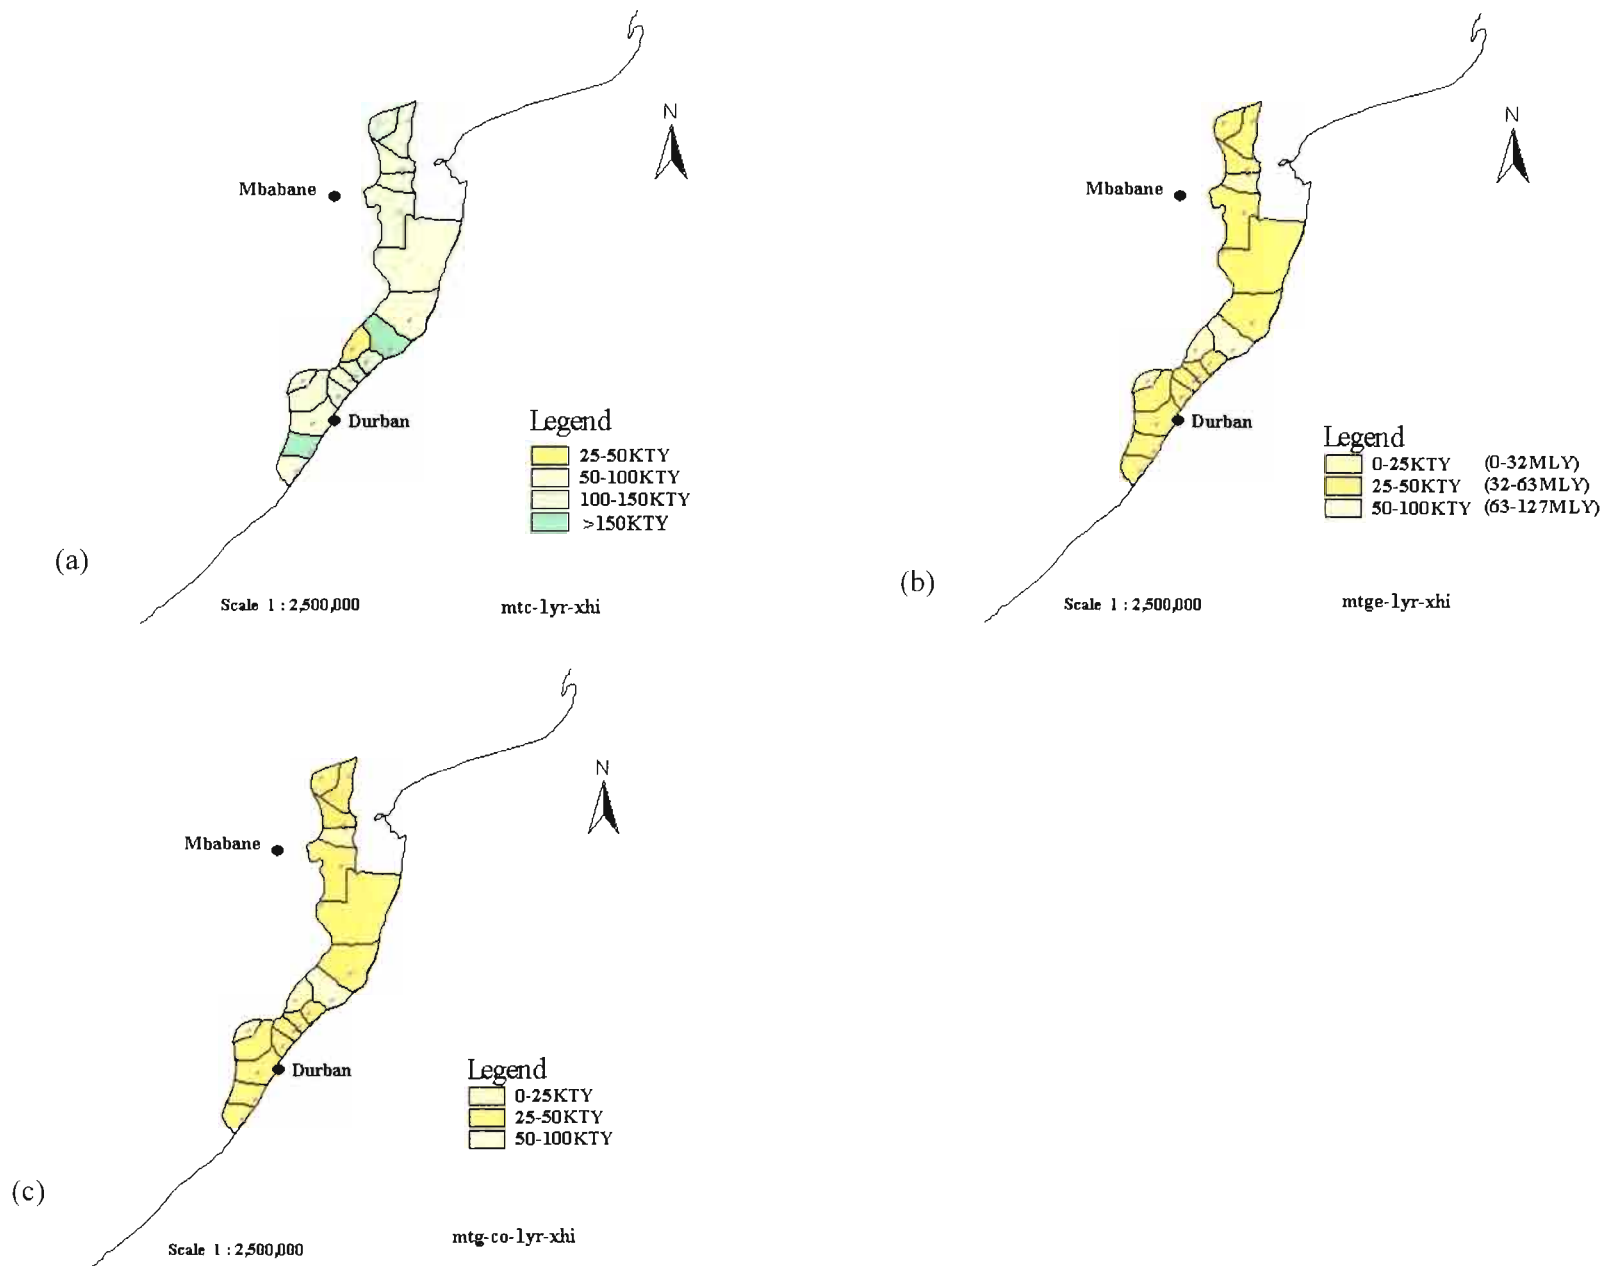 N
Mbabane
Durban
Legend
25-50KTY
50-100KTY
100-150KTY
>150KTY
(a)
Scale 1 : 2,500,000
mtc-1yr-xhi
N
Mbabane
Durban
Legend
0-25KTY (0-32MLY)
25-50KTY (32-63MLY)
50-100KTY (63-127MLY)
(b)
Scale 1 : 2,500,000
mtge-1yr-xhi
N
Mbabane
Durban
Legend
0-25KTY
25-50KTY
50-100KTY
(c)
Scale 1 : 2,500,000
mtg-co-1yr-xhi